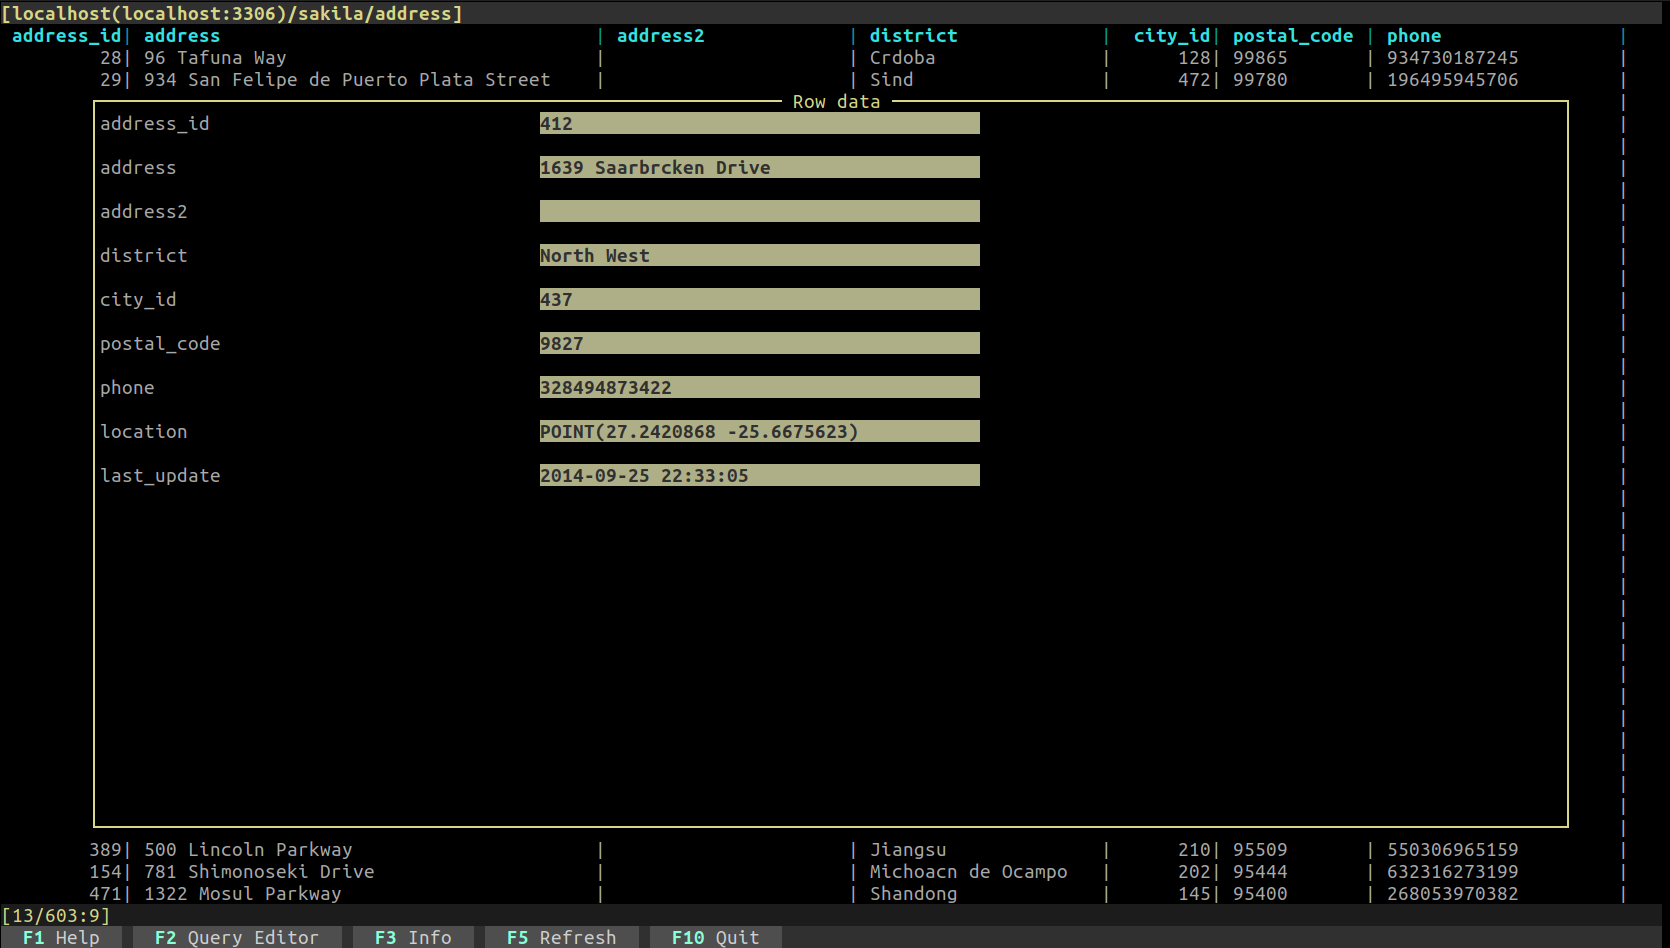 [localhost(localhost:3306)/sakila/address]
address_id| address | address2 | district | city_id| postal_code | phone |
28| 96 Tafuna Way | | Crdoba | 128| 99865 | 934730187245 |
29| 934 San Felipe de Puerto Plata Street | | Sind | 472| 99780 | 196495945706 |
Row data
address_id 412
address 1639 Saarbrcken Drive
address2
district North West
city_id 437
postal_code 9827
phone 328494873422
location POINT(27.2420868 -25.6675623)
last_update 2014-09-25 22:33:05
389| 500 Lincoln Parkway | | Jiangsu | 210| 95509 | 550306965159 |
154| 781 Shimonoseki Drive | | Michoacn de Ocampo | 202| 95444 | 632316273199 |
471| 1322 Mosul Parkway | | Shandong | 145| 95400 | 268053970382 |
[13/603:9]
F1 Help F2 Query Editor F3 Info F5 Refresh F10 Quit